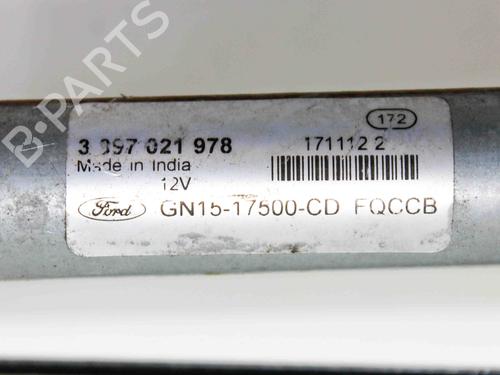 B-PARTS
172
3 397 021 978
171112 2
Made in India
12V
Ford
GN15-17500-CD FQCCB